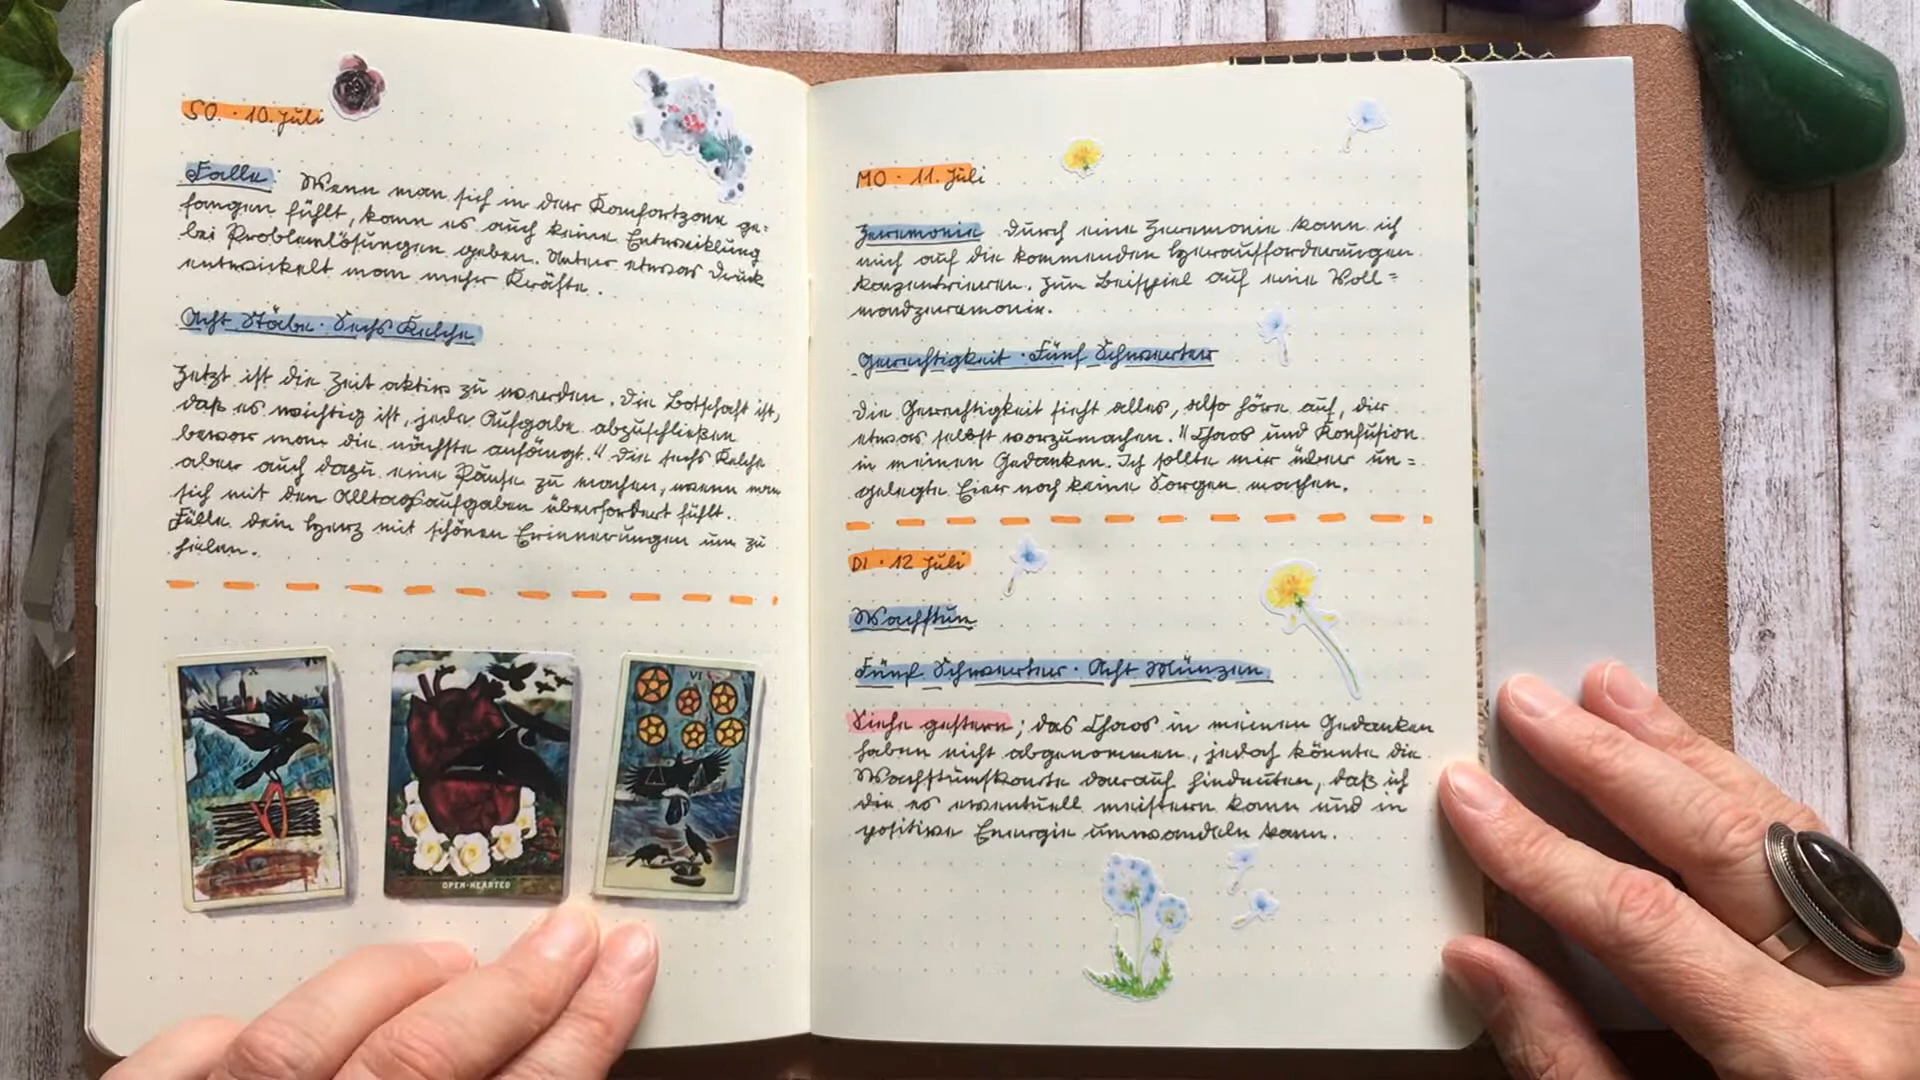 SO · 10. Juli
Falle: Wenn man sich in der Komfortzone ge=
fangen fühlt, kann es auch keine Entwicklung
bei Problemlösungen geben. Unter etwas Druck
entwickelt man mehr Kräfte.
Acht Stäbe · Sechs Kelche
Jetzt ist die Zeit aktiv zu werden. Die Botschaft ist,
daß es wichtig ist, jede Aufgabe abzuschließen
bevor man die nächste anfängt. // Die sechs Kelche
aber auch dazu eine Pause zu machen, wenn man
sich mit den Alltagsaufgaben überfordert fühlt.
Fülle dein Herz mit schönen Erinnerungen um zu
heilen.
X
OPEN-HEARTED
VI
MO · 11. Juli
Zeremonie Durch eine Zeremonie kann ich
mich auf die kommenden Herausforderungen
konzentrieren. Zum Beispiel auf eine Voll=
mondzeremonie.
Gerechtigkeit · Fünf Schwerter
Die Gerechtigkeit sieht alles, also höre auf, dir
etwas selbst vorzumachen. // Chaos und Konfusion
in meinen Gedanken. Ich sollte mir über un=
gelegte Eier noch keine Sorgen machen.
DI · 12 Juli
Wachstum
Fünf Schwerter · Acht Münzen
Siehe gestern; das Chaos in meinen Gedanken
haben nicht abgenommen, jedoch könnte die
Wachstumskarte darauf hindeuten, daß ich
die es eventuell meistern kann und in
positive Energie umwandeln kann.